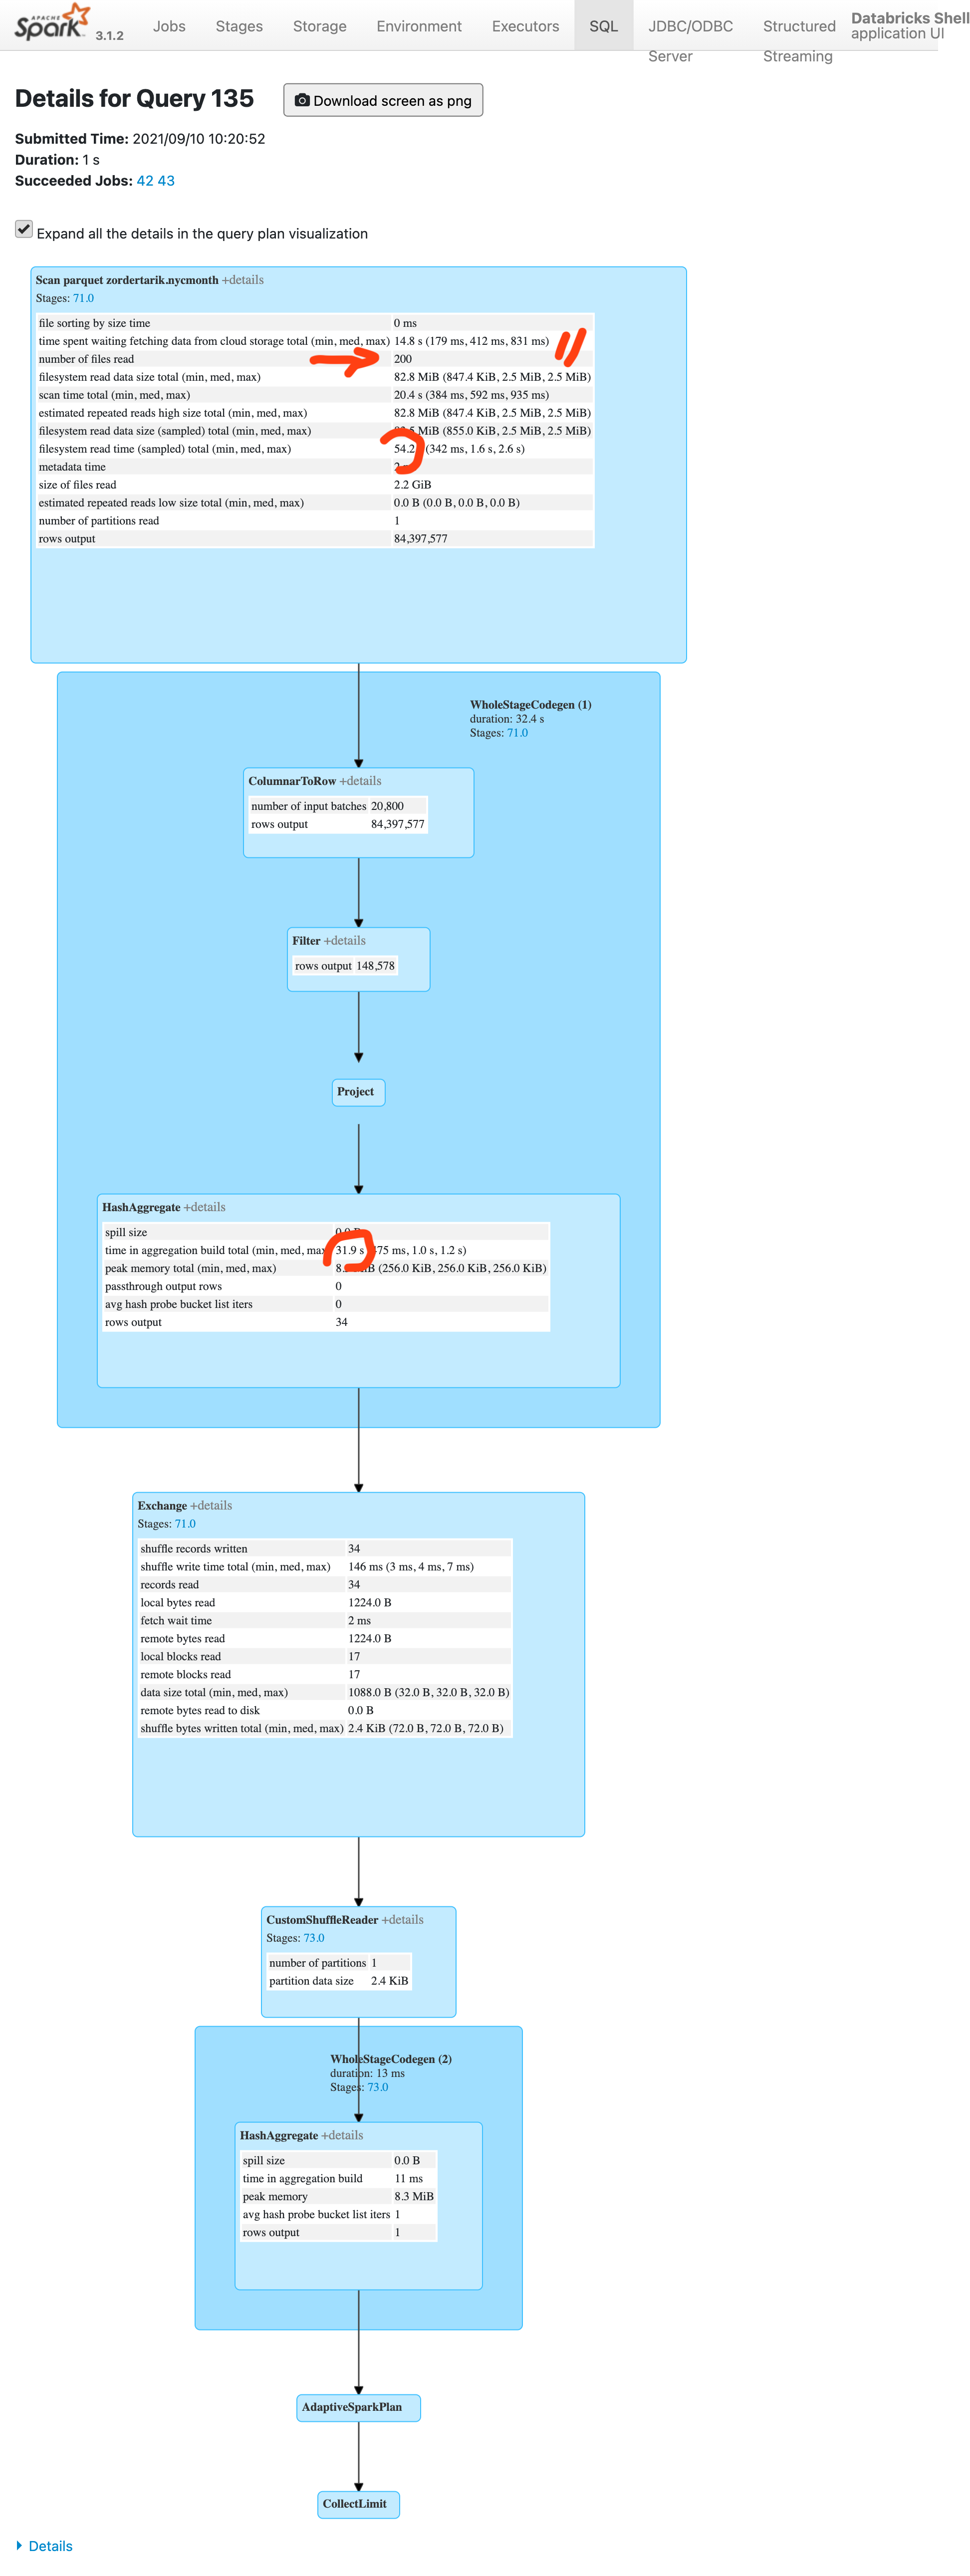 APACHE
Spark 3.1.2 Jobs Stages Storage Environment Executors SQL JDBC/ODBC Server Structured Streaming Databricks Shell application UI
Details for Query 135 Download screen as png
Submitted Time: 2021/09/10 10:20:52
Duration: 1 s
Succeeded Jobs: 42 43
Expand all the details in the query plan visualization
Scan parquet zordertarik.nycmonth +details
Stages: 71.0
file sorting by size time 0 ms
time spent waiting fetching data from cloud storage total (min, med, max) 14.8 s (179 ms, 412 ms, 831 ms)
number of files read 200
filesystem read data size total (min, med, max) 82.8 MiB (847.4 KiB, 2.5 MiB, 2.5 MiB)
scan time total (min, med, max) 20.4 s (384 ms, 592 ms, 935 ms)
estimated repeated reads high size total (min, med, max) 82.8 MiB (847.4 KiB, 2.5 MiB, 2.5 MiB)
filesystem read data size (sampled) total (min, med, max) MiB (855.0 KiB, 2.5 MiB, 2.5 MiB)
filesystem read time (sampled) total (min, med, max) 54.2 (342 ms, 1.6 s, 2.6 s)
metadata time
size of files read 2.2 GiB
estimated repeated reads low size total (min, med, max) 0.0 B (0.0 B, 0.0 B, 0.0 B)
number of partitions read 1
rows output 84,397,577
WholeStageCodegen (1)
duration: 32.4 s
Stages: 71.0
ColumnarToRow +details
number of input batches 20,800
rows output 84,397,577
Filter +details
rows output 148,578
Project
HashAggregate +details
spill size
time in aggregation build total (min, med, max 31.9 s ms, 1.0 s, 1.2 s)
peak memory total (min, med, max) (256.0 KiB, 256.0 KiB, 256.0 KiB)
passthrough output rows 0
avg hash probe bucket list iters 0
rows output 34
Exchange +details
Stages: 71.0
shuffle records written 34
shuffle write time total (min, med, max) 146 ms (3 ms, 4 ms, 7 ms)
records read 34
local bytes read 1224.0 B
fetch wait time 2 ms
remote bytes read 1224.0 B
local blocks read 17
remote blocks read 17
data size total (min, med, max) 1088.0 B (32.0 B, 32.0 B, 32.0 B)
remote bytes read to disk 0.0 B
shuffle bytes written total (min, med, max) 2.4 KiB (72.0 B, 72.0 B, 72.0 B)
CustomShuffleReader +details
Stages: 73.0
number of partitions 1
partition data size 2.4 KiB
WholeStageCodegen (2)
duration: 13 ms
Stages: 73.0
HashAggregate +details
spill size 0.0 B
time in aggregation build 11 ms
peak memory 8.3 MiB
avg hash probe bucket list iters 1
rows output 1
AdaptiveSparkPlan
CollectLimit
Details